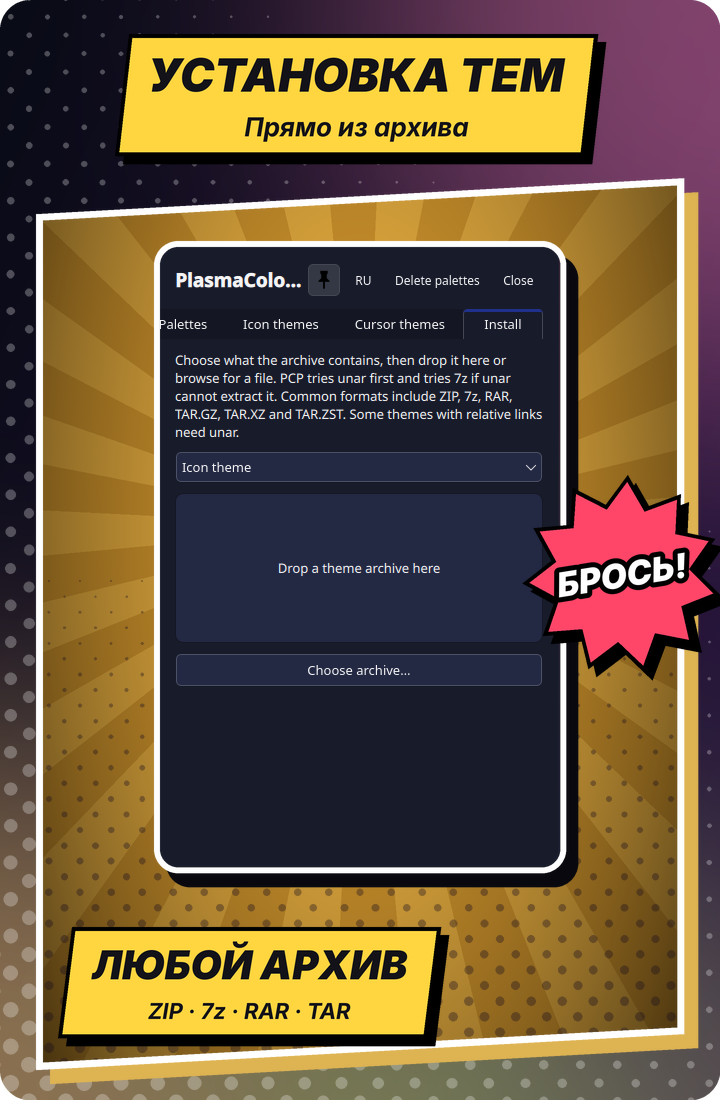 УСТАНОВКА ТЕМ
Прямо из архива
PlasmaColo...
RU
Delete palettes
Close
Palettes
Icon themes
Cursor themes
Install
Choose what the archive contains, then drop it here or
browse for a file. PCP tries unar first and tries 7z if unar
cannot extract it. Common formats include ZIP, 7z, RAR,
TAR.GZ, TAR.XZ and TAR.ZST. Some themes with relative links
need unar.
Icon theme
Drop a theme archive here
БРОСЬ!
Choose archive...
ЛЮБОЙ АРХИВ
ZIP · 7z · RAR · TAR